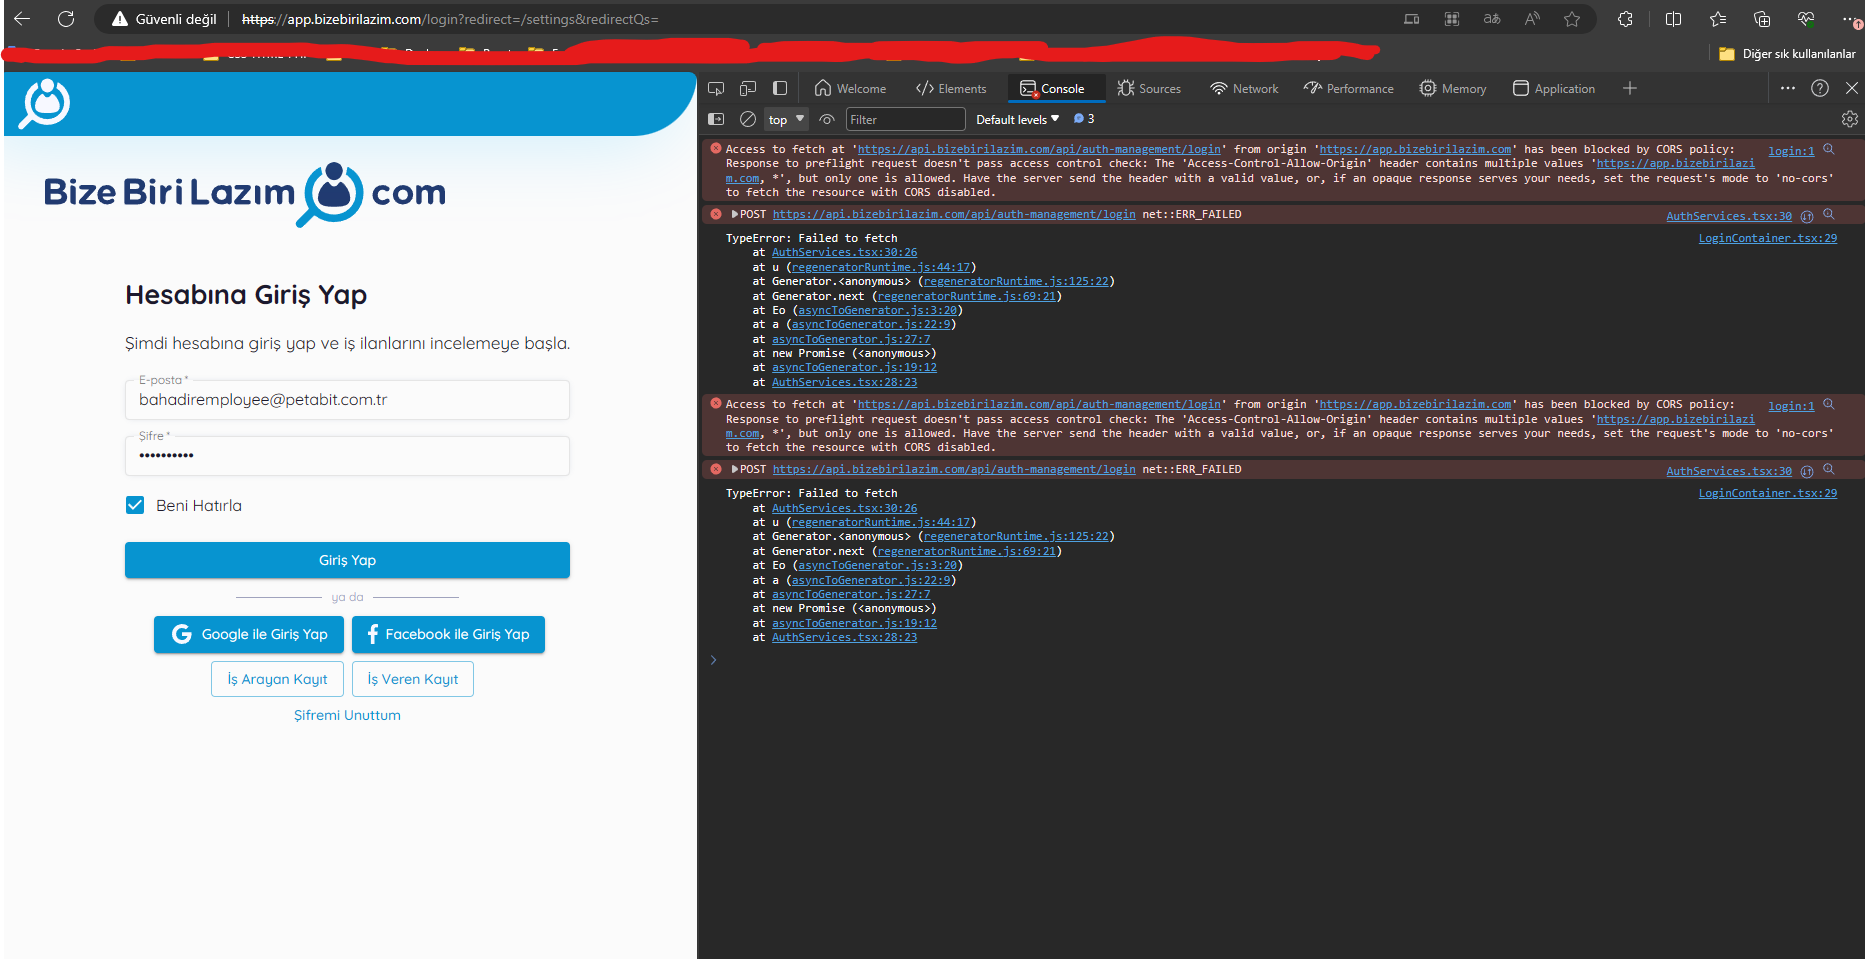 Güvenli değil
https://app.bizebirilazim.com/login?redirect=/settings&redirectQs=
Diğer sık kullanılanlar
Bize Biri Lazım com
Hesabına Giriş Yap
Şimdi hesabına giriş yap ve iş ilanlarını incelemeye başla.
E-posta *
bahadiremployee@petabit.com.tr
Şifre *
••••••••••
Beni Hatırla
Giriş Yap
ya da
Google ile Giriş Yap
Facebook ile Giriş Yap
İş Arayan Kayıt
İş Veren Kayıt
Şifremi Unuttum
Welcome
Elements
Console
Sources
Network
Performance
Memory
Application
top
Filter
Default levels
3
Access to fetch at 'https://api.bizebirilazim.com/api/auth-management/login' from origin 'https://app.bizebirilazim.com' has been blocked by CORS policy: login:1
Response to preflight request doesn't pass access control check: The 'Access-Control-Allow-Origin' header contains multiple values 'https://app.bizebirilazi
m.com, *', but only one is allowed. Have the server send the header with a valid value, or, if an opaque response serves your needs, set the request's mode to 'no-cors'
to fetch the resource with CORS disabled.
POST https://api.bizebirilazim.com/api/auth-management/login net::ERR_FAILED AuthServices.tsx:30
TypeError: Failed to fetch LoginContainer.tsx:29
at AuthServices.tsx:30:26
at u (regeneratorRuntime.js:44:17)
at Generator.<anonymous> (regeneratorRuntime.js:125:22)
at Generator.next (regeneratorRuntime.js:69:21)
at Eo (asyncToGenerator.js:3:20)
at a (asyncToGenerator.js:22:9)
at asyncToGenerator.js:27:7
at new Promise (<anonymous>)
at asyncToGenerator.js:19:12
at AuthServices.tsx:28:23
Access to fetch at 'https://api.bizebirilazim.com/api/auth-management/login' from origin 'https://app.bizebirilazim.com' has been blocked by CORS policy: login:1
Response to preflight request doesn't pass access control check: The 'Access-Control-Allow-Origin' header contains multiple values 'https://app.bizebirilazi
m.com, *', but only one is allowed. Have the server send the header with a valid value, or, if an opaque response serves your needs, set the request's mode to 'no-cors'
to fetch the resource with CORS disabled.
POST https://api.bizebirilazim.com/api/auth-management/login net::ERR_FAILED AuthServices.tsx:30
TypeError: Failed to fetch LoginContainer.tsx:29
at AuthServices.tsx:30:26
at u (regeneratorRuntime.js:44:17)
at Generator.<anonymous> (regeneratorRuntime.js:125:22)
at Generator.next (regeneratorRuntime.js:69:21)
at Eo (asyncToGenerator.js:3:20)
at a (asyncToGenerator.js:22:9)
at asyncToGenerator.js:27:7
at new Promise (<anonymous>)
at asyncToGenerator.js:19:12
at AuthServices.tsx:28:23